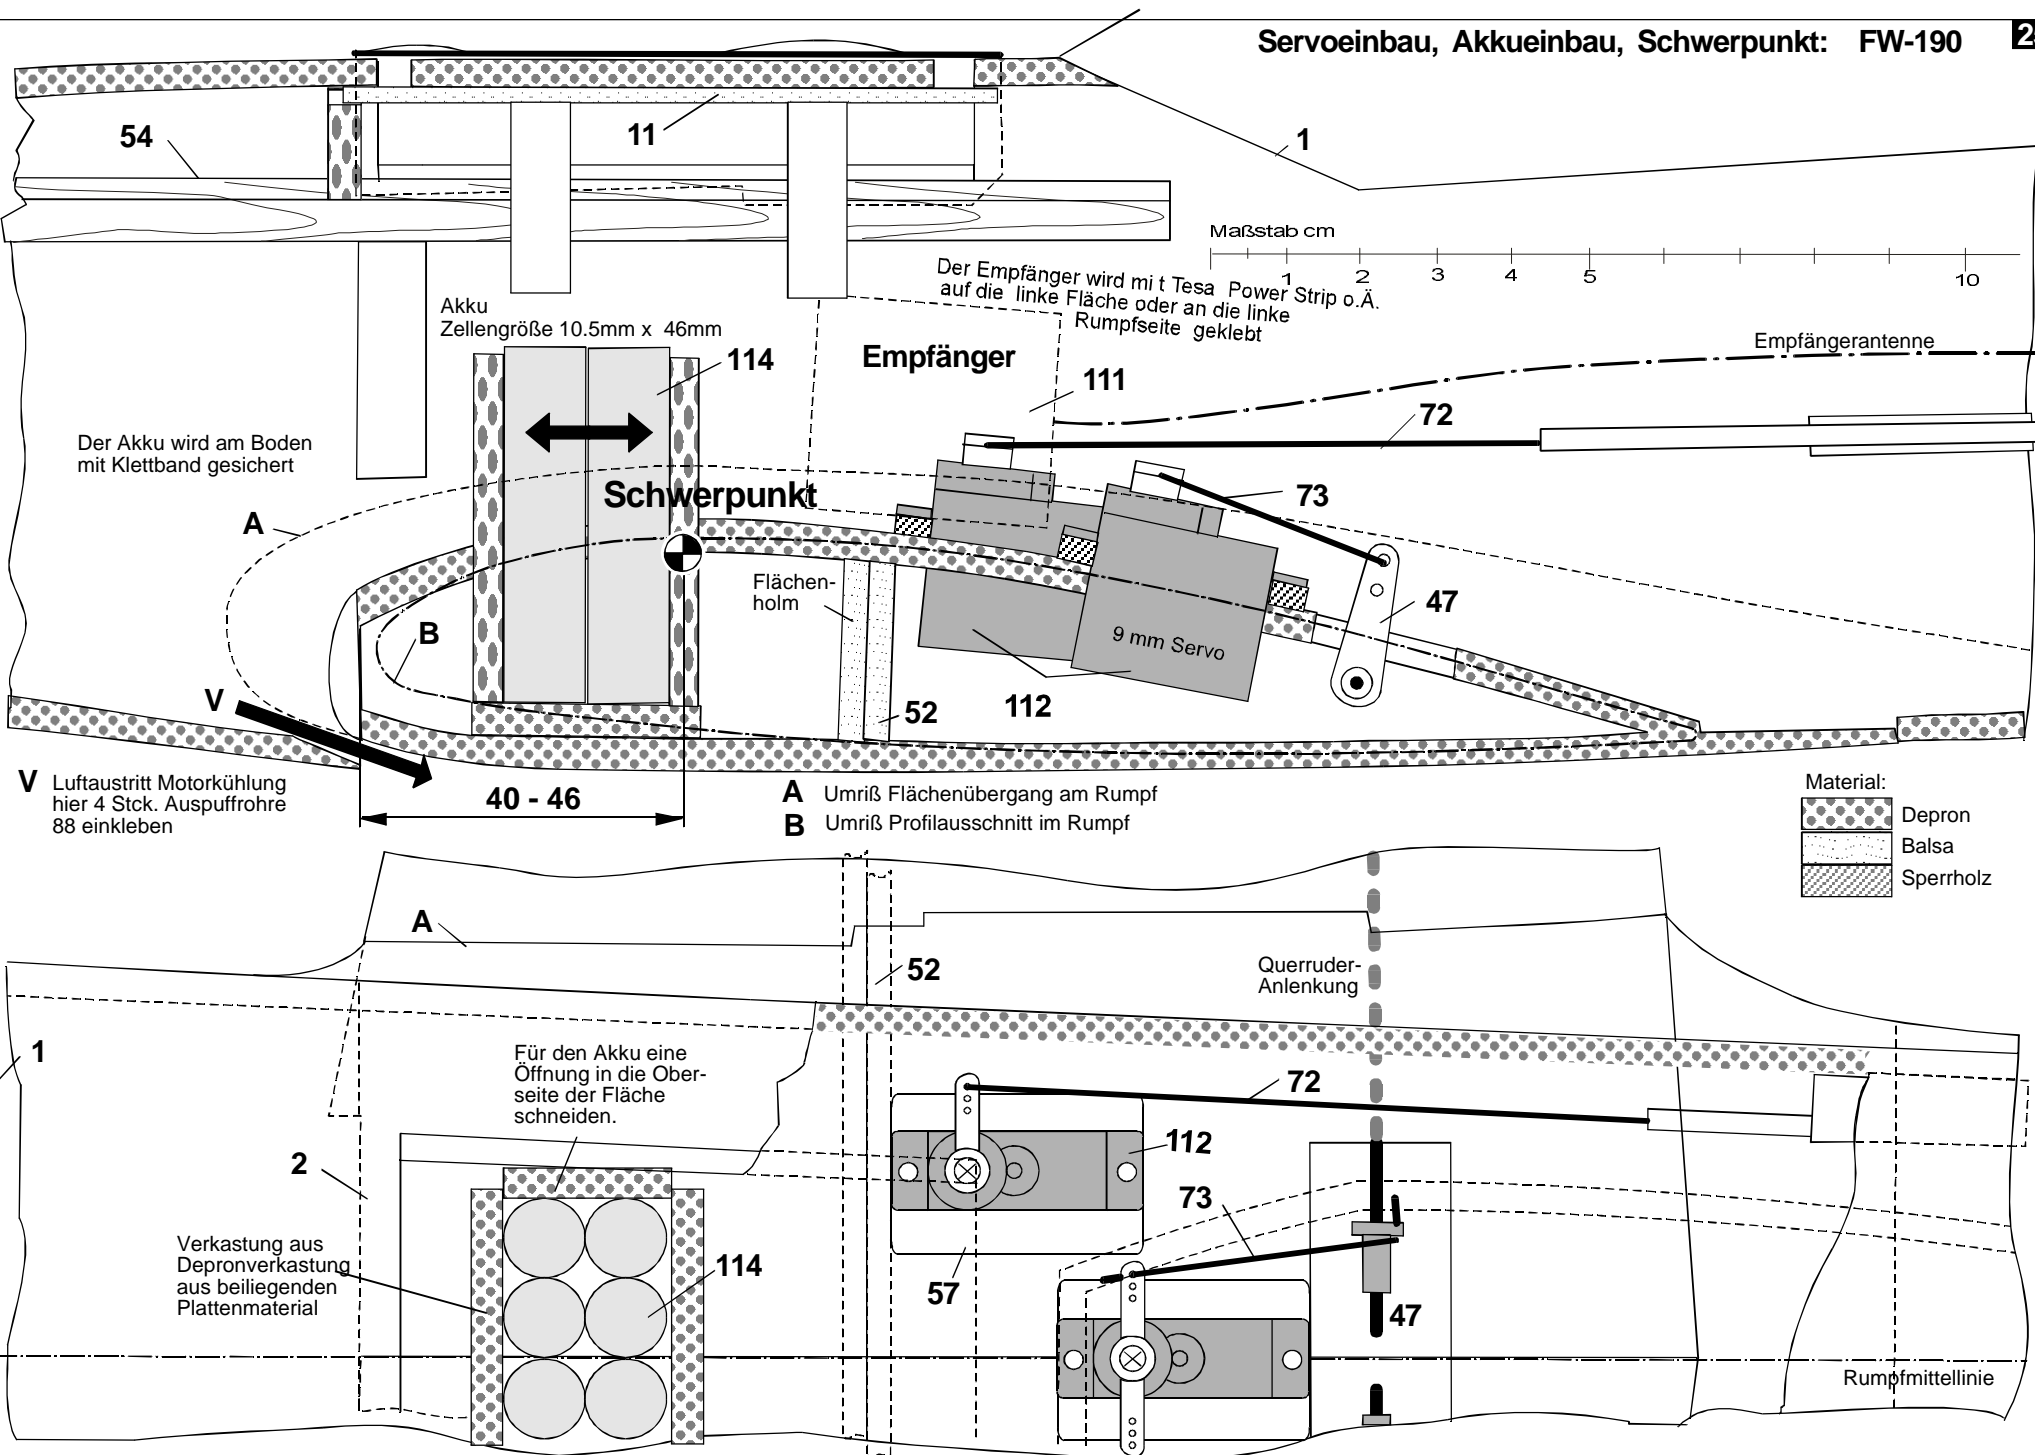 Servoeinbau, Akkueinbau, Schwerpunkt: FW-190
2
54
11
1
Maßstab cm
1 2 3 4 5 10
Der Empfänger wird mi t Tesa Power Strip o.Ä.
auf die linke Fläche oder an die linke
Rumpfseite geklebt
Akku
Zellengröße 10.5mm x 46mm
114
Empfänger
111
Empfängerantenne
72
Der Akku wird am Boden
mit Klettband gesichert
Schwerpunkt
73
A
Flächen-
holm
47
B
9 mm Servo
V
52
112
V Luftaustritt Motorkühlung
hier 4 Stck. Auspuffrohre
88 einkleben
40 - 46
A Umriß Flächenübergang am Rumpf
B Umriß Profilausschnitt im Rumpf
Material:
Depron
Balsa
Sperrholz
A
52
Querruder-
Anlenkung
1
Für den Akku eine
Öffnung in die Ober-
seite der Fläche
schneiden.
72
112
2
73
Verkastung aus
Depronverkastung
aus beiliegenden
Plattenmaterial
114
57
47
Rumpfmittellinie